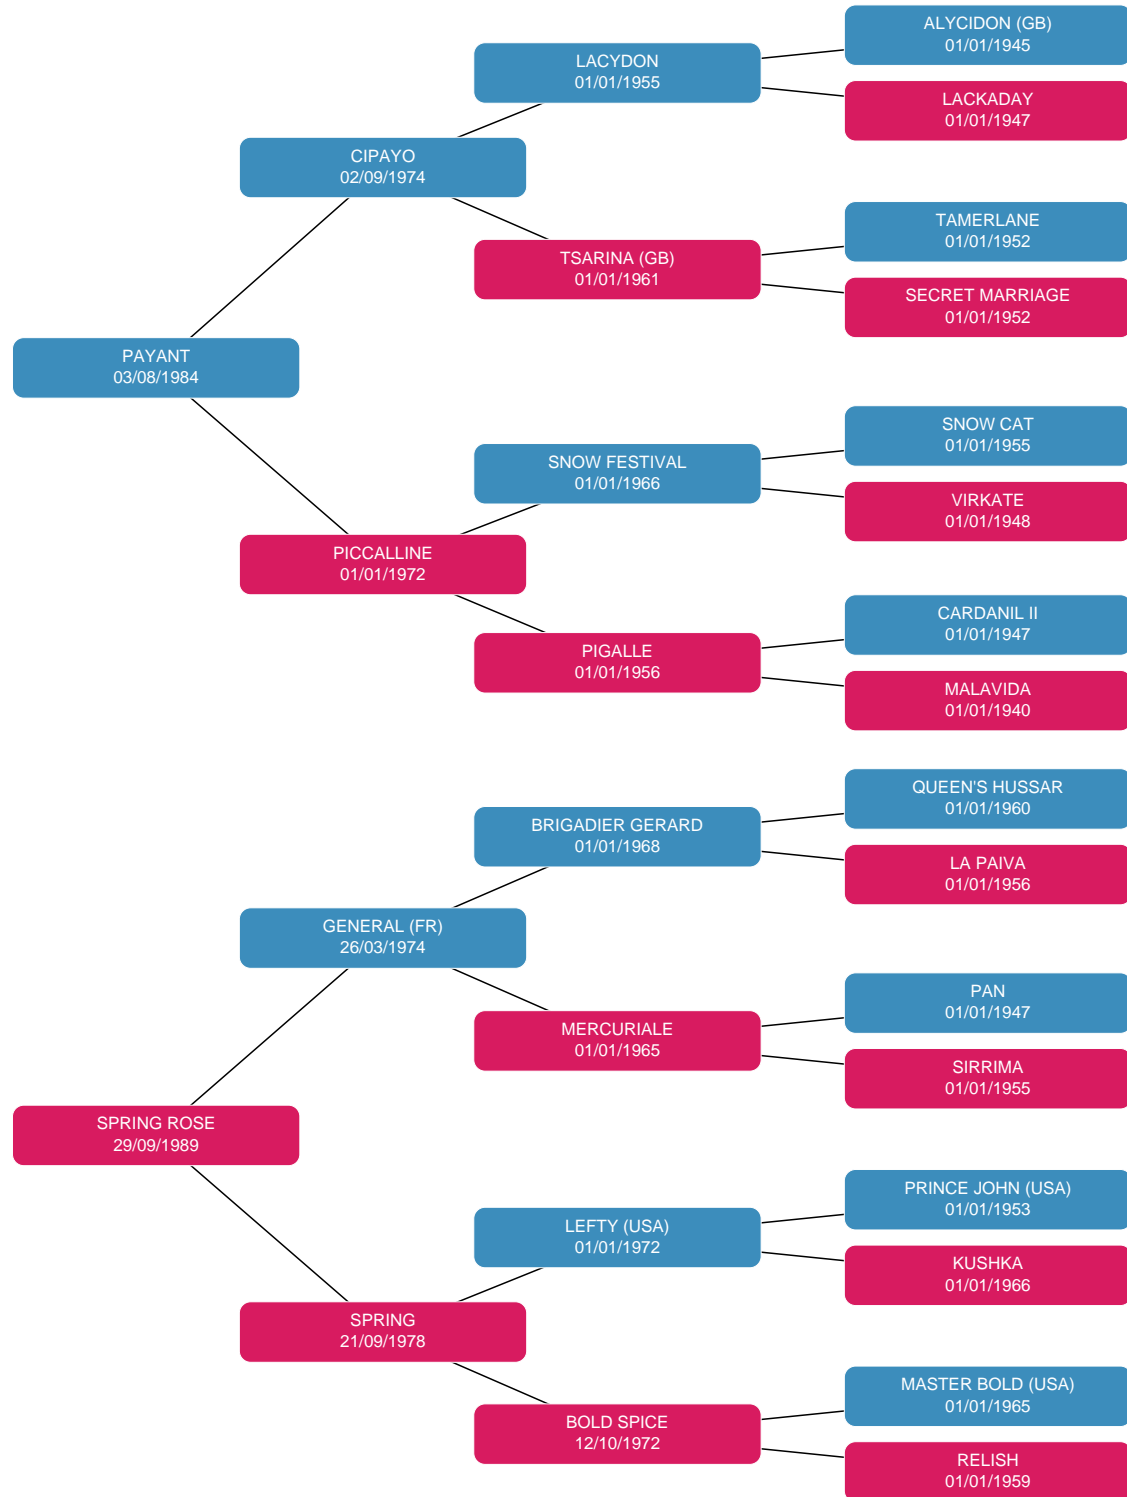 ALYCIDON (GB)
01/01/1945
LACYDON
01/01/1955
LACKADAY
01/01/1947
CIPAYO
02/09/1974
TAMERLANE
01/01/1952
TSARINA (GB)
01/01/1961
SECRET MARRIAGE
01/01/1952
PAYANT
03/08/1984
SNOW CAT
01/01/1955
SNOW FESTIVAL
01/01/1966
VIRKATE
01/01/1948
PICCALLINE
01/01/1972
CARDANIL II
01/01/1947
PIGALLE
01/01/1956
MALAVIDA
01/01/1940
QUEEN'S HUSSAR
01/01/1960
BRIGADIER GERARD
01/01/1968
LA PAIVA
01/01/1956
GENERAL (FR)
26/03/1974
PAN
01/01/1947
MERCURIALE
01/01/1965
SIRRIMA
01/01/1955
SPRING ROSE
29/09/1989
PRINCE JOHN (USA)
01/01/1953
LEFTY (USA)
01/01/1972
KUSHKA
01/01/1966
SPRING
21/09/1978
MASTER BOLD (USA)
01/01/1965
BOLD SPICE
12/10/1972
RELISH
01/01/1959